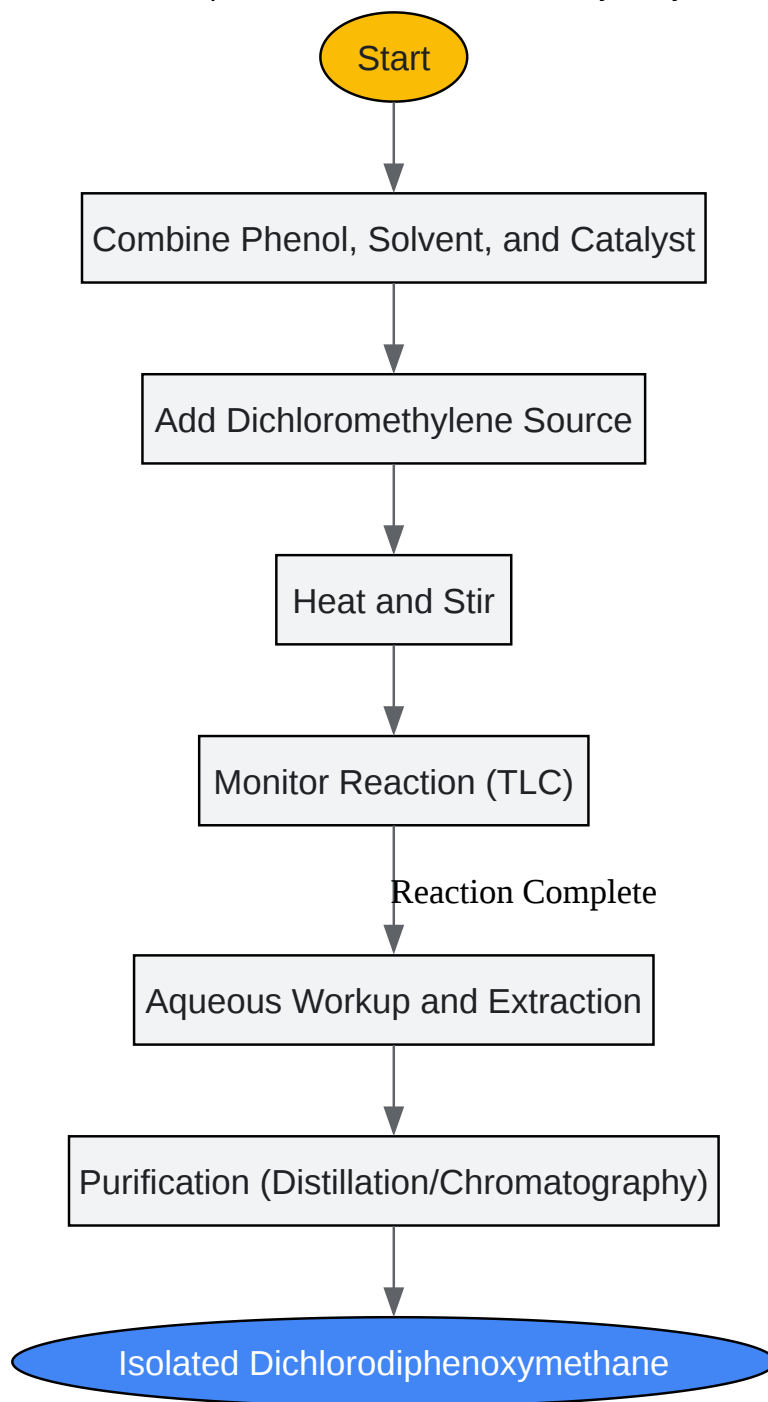 Start
Combine Phenol, Solvent, and Catalyst
Add Dichloromethylene Source
Heat and Stir
Monitor Reaction (TLC)
Reaction Complete
Aqueous Workup and Extraction
Purification (Distillation/Chromatography)
Isolated Dichlorodiphenoxymethane